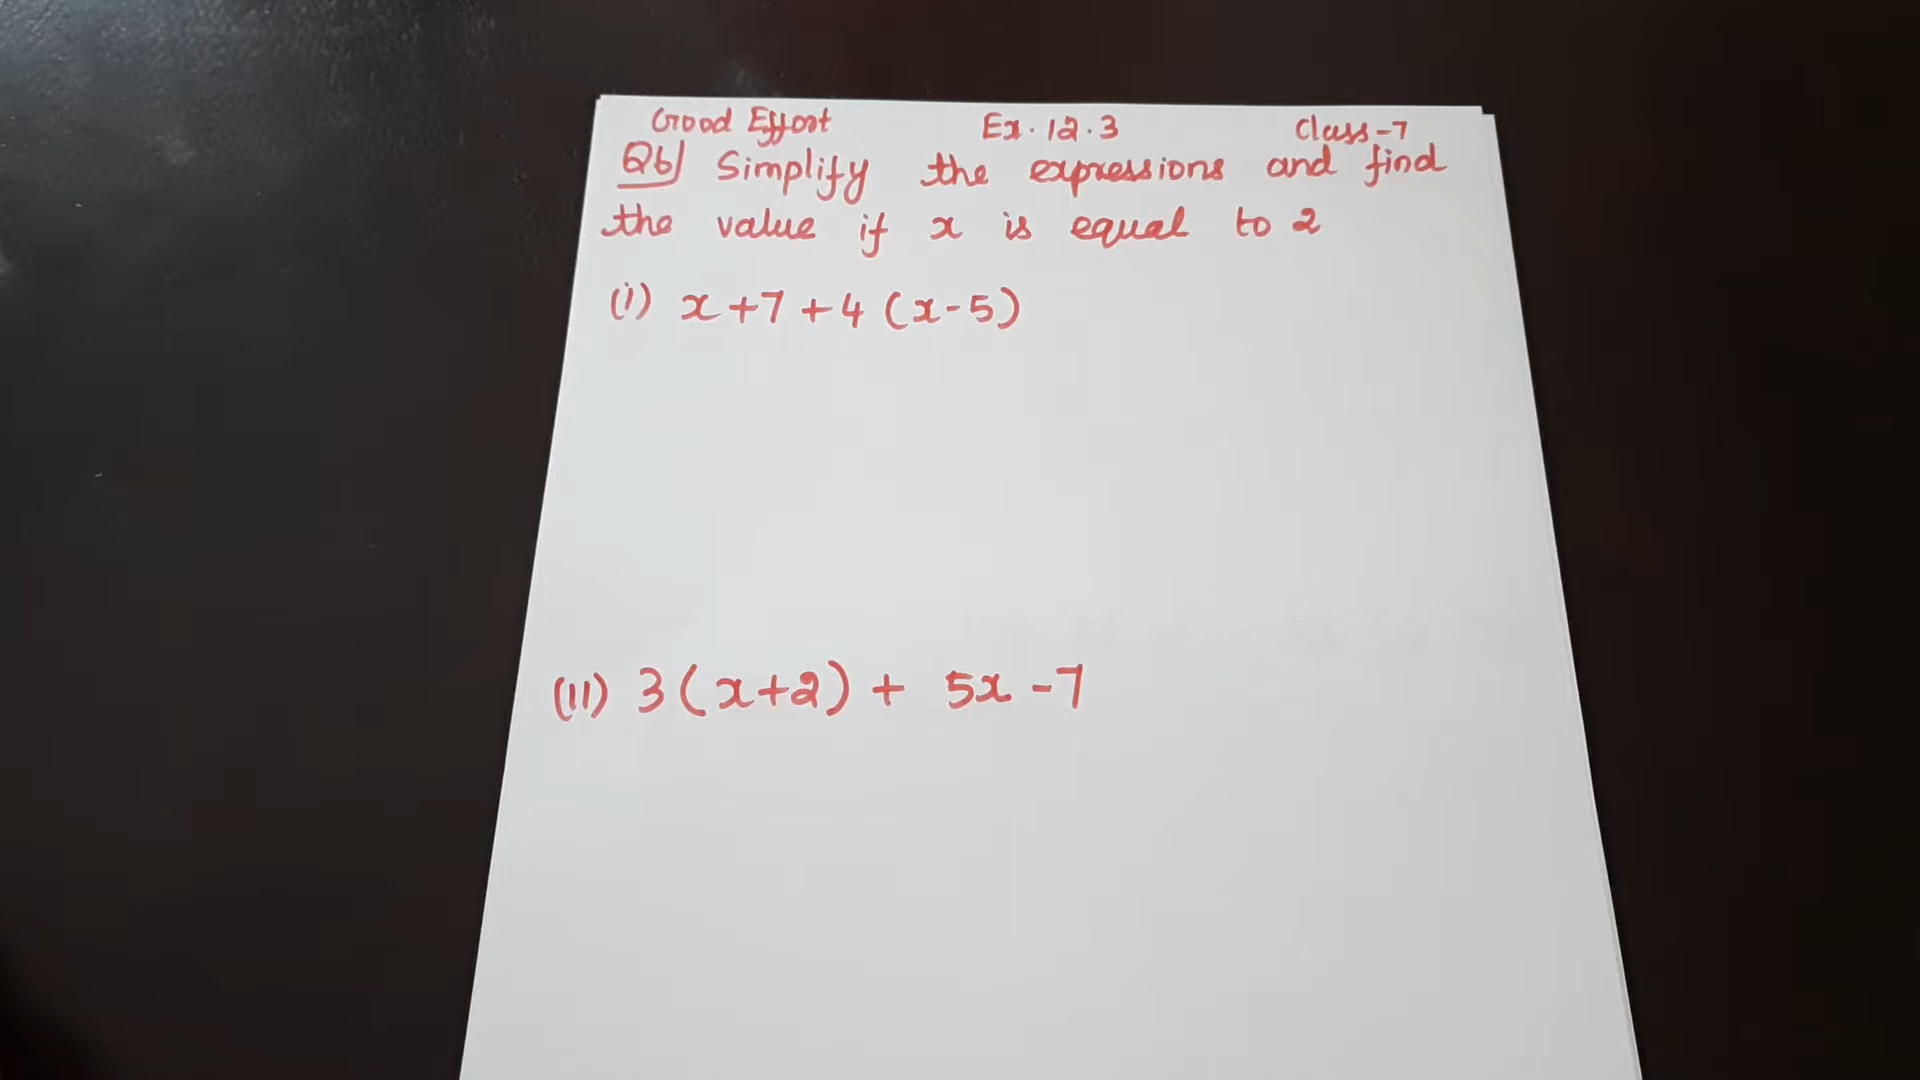 Good Effort Ex. 12.3 Class-7
Q6) Simplify the expressions and find
the value if x is equal to 2
(i) x+7+4(x-5)
(ii) 3(x+2)+ 5x-7